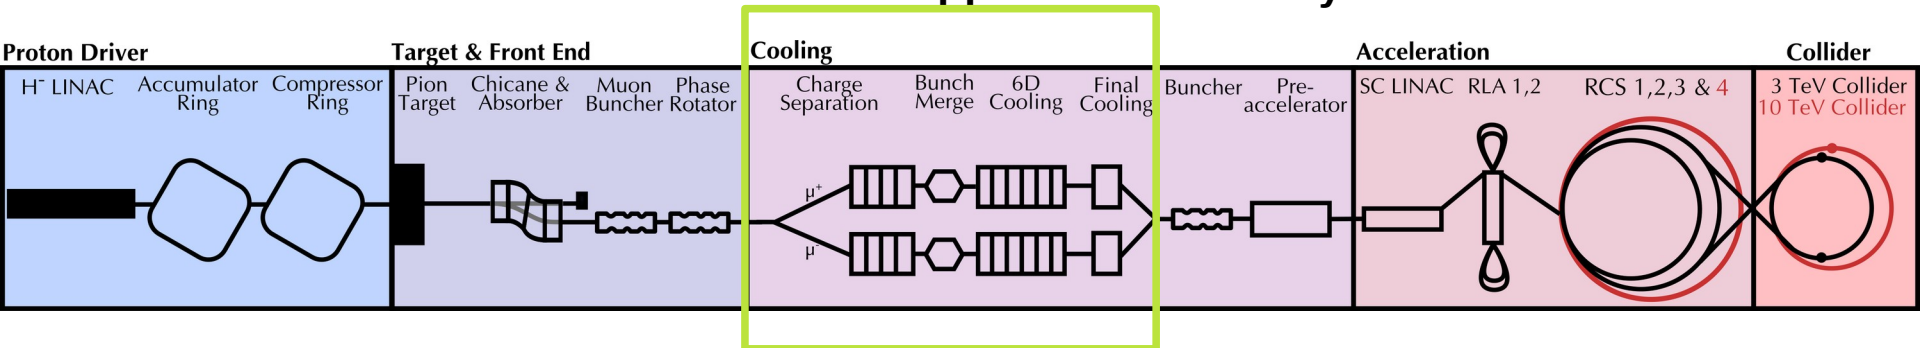 Proton Driver
Target & Front End
Cooling
Acceleration
Collider
H⁻ LINAC
Accumulator
Ring
Compressor
Ring
Pion
Target
Chicane &
Absorber
Muon
Buncher
Phase
Rotator
Charge
Separation
Bunch
Merge
6D
Cooling
Final
Cooling
Buncher
Pre-
accelerator
SC LINAC
RLA 1,2
RCS 1,2,3 & 4
3 TeV Collider
10 TeV Collider
μ⁺
μ⁻